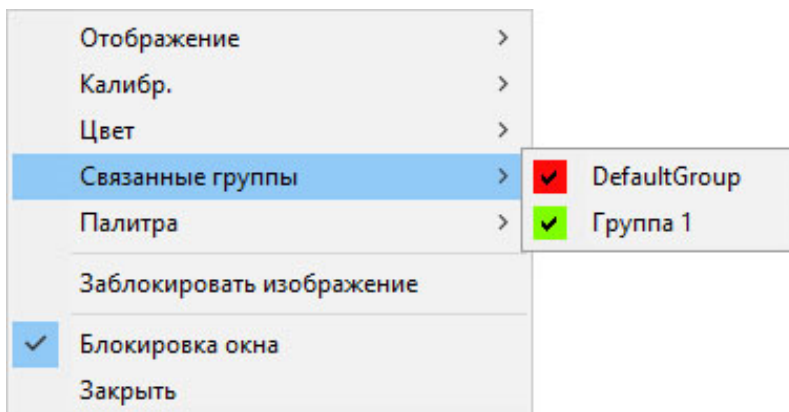 Отображение
Калибр.
Цвет
Связанные группы
Палитра
Заблокировать изображение
Блокировка окна
Закрыть
DefaultGroup
Группа 1